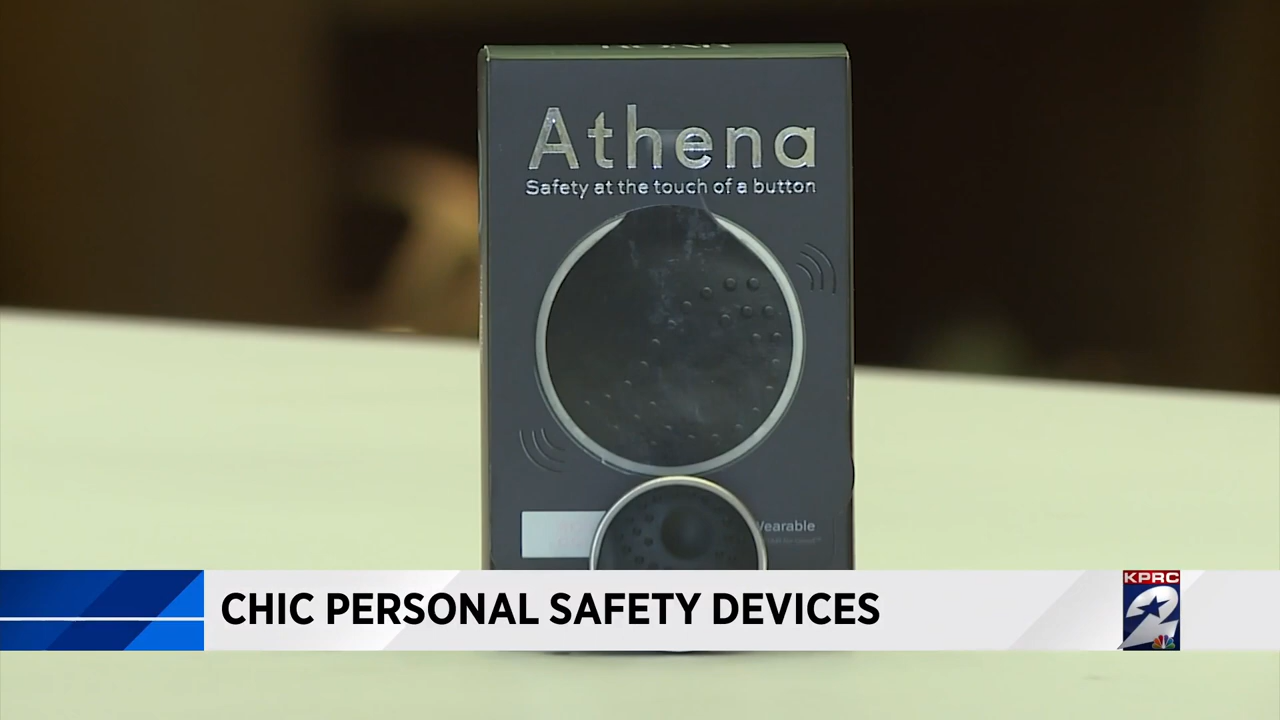 Athena
Safety at the touch of a button
Wearable
CHIC PERSONAL SAFETY DEVICES
KPRC
2